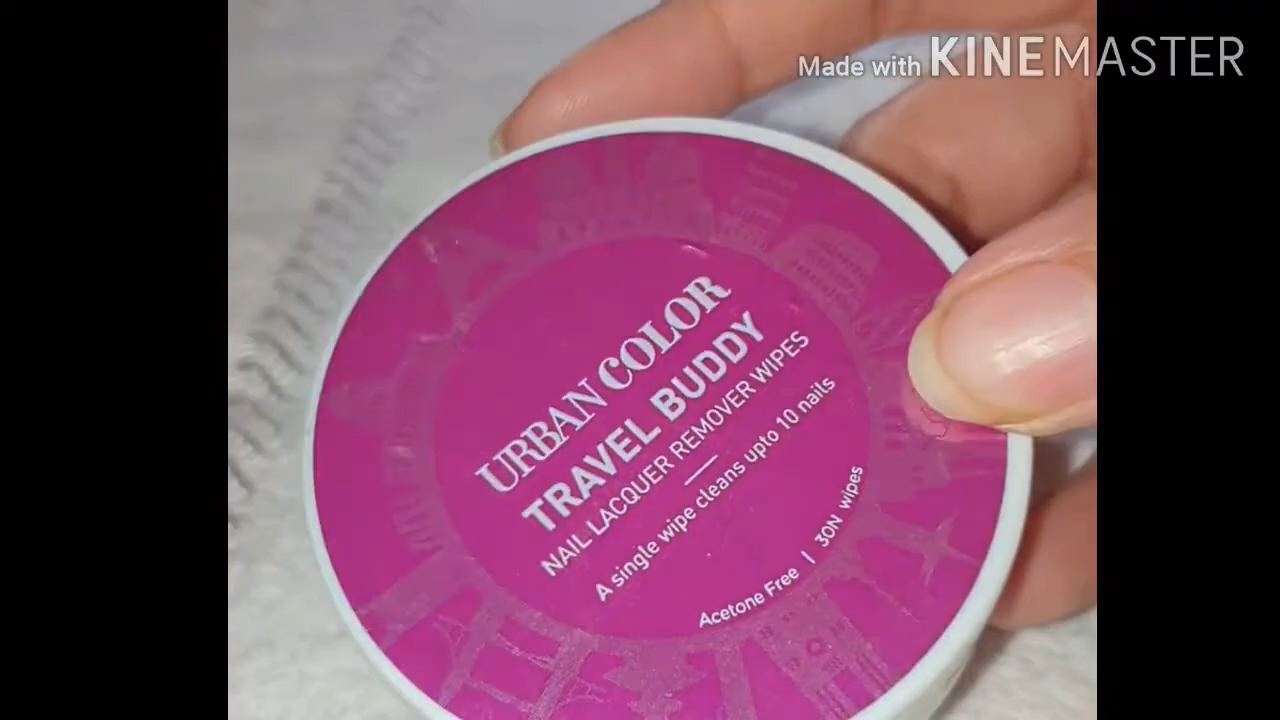 Made with KINEMASTER
URBAN COLOR
TRAVEL BUDDY
NAIL LACQUER REMOVER WIPES
A single wipe cleans upto 10 nails
Acetone Free | 30N wipes